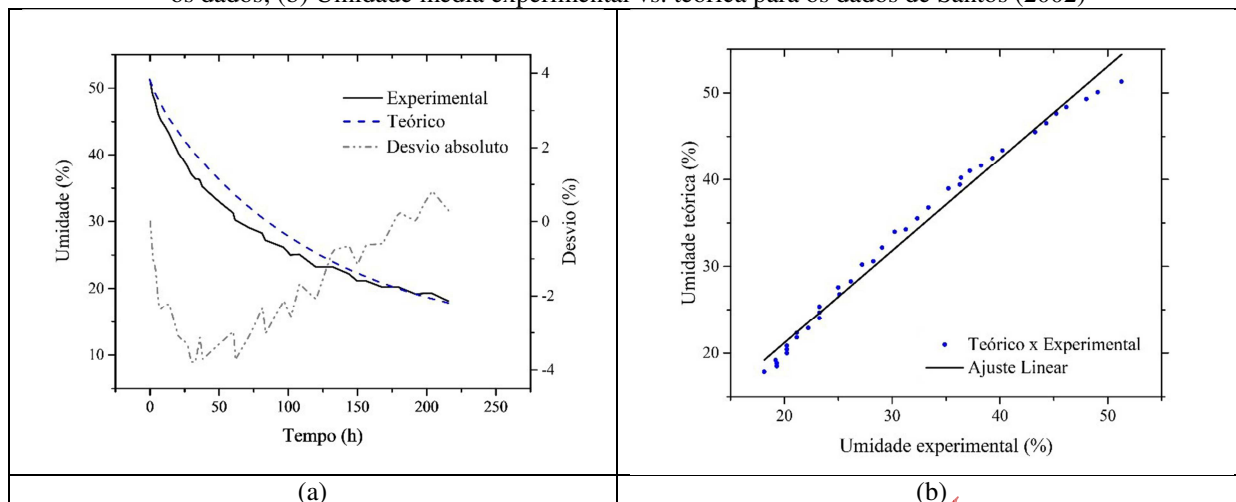 os dados, (b) Umidade média experimental vs. teórica para os dados de Santos (2002)
50
40
30
20
10
Umidade (%)
4
2
0
-2
-4
Desvio (%)
Experimental
Teórico
Desvio absoluto
0 50 100 150 200 250
Tempo (h)
50
40
30
20
Umidade teórica (%)
Teórico x Experimental
Ajuste Linear
20 30 40 50
Umidade experimental (%)
(a) (b)